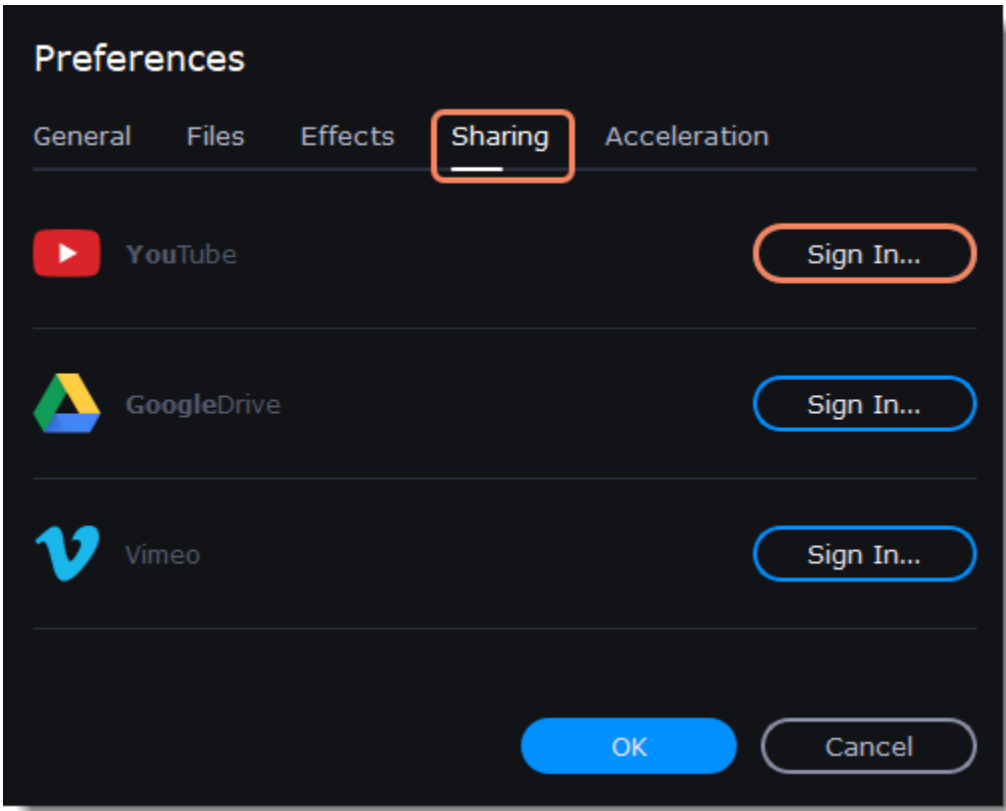 Preferences
General Files Effects Sharing Acceleration
YouTube Sign In...
GoogleDrive Sign In...
Vimeo Sign In...
OK Cancel